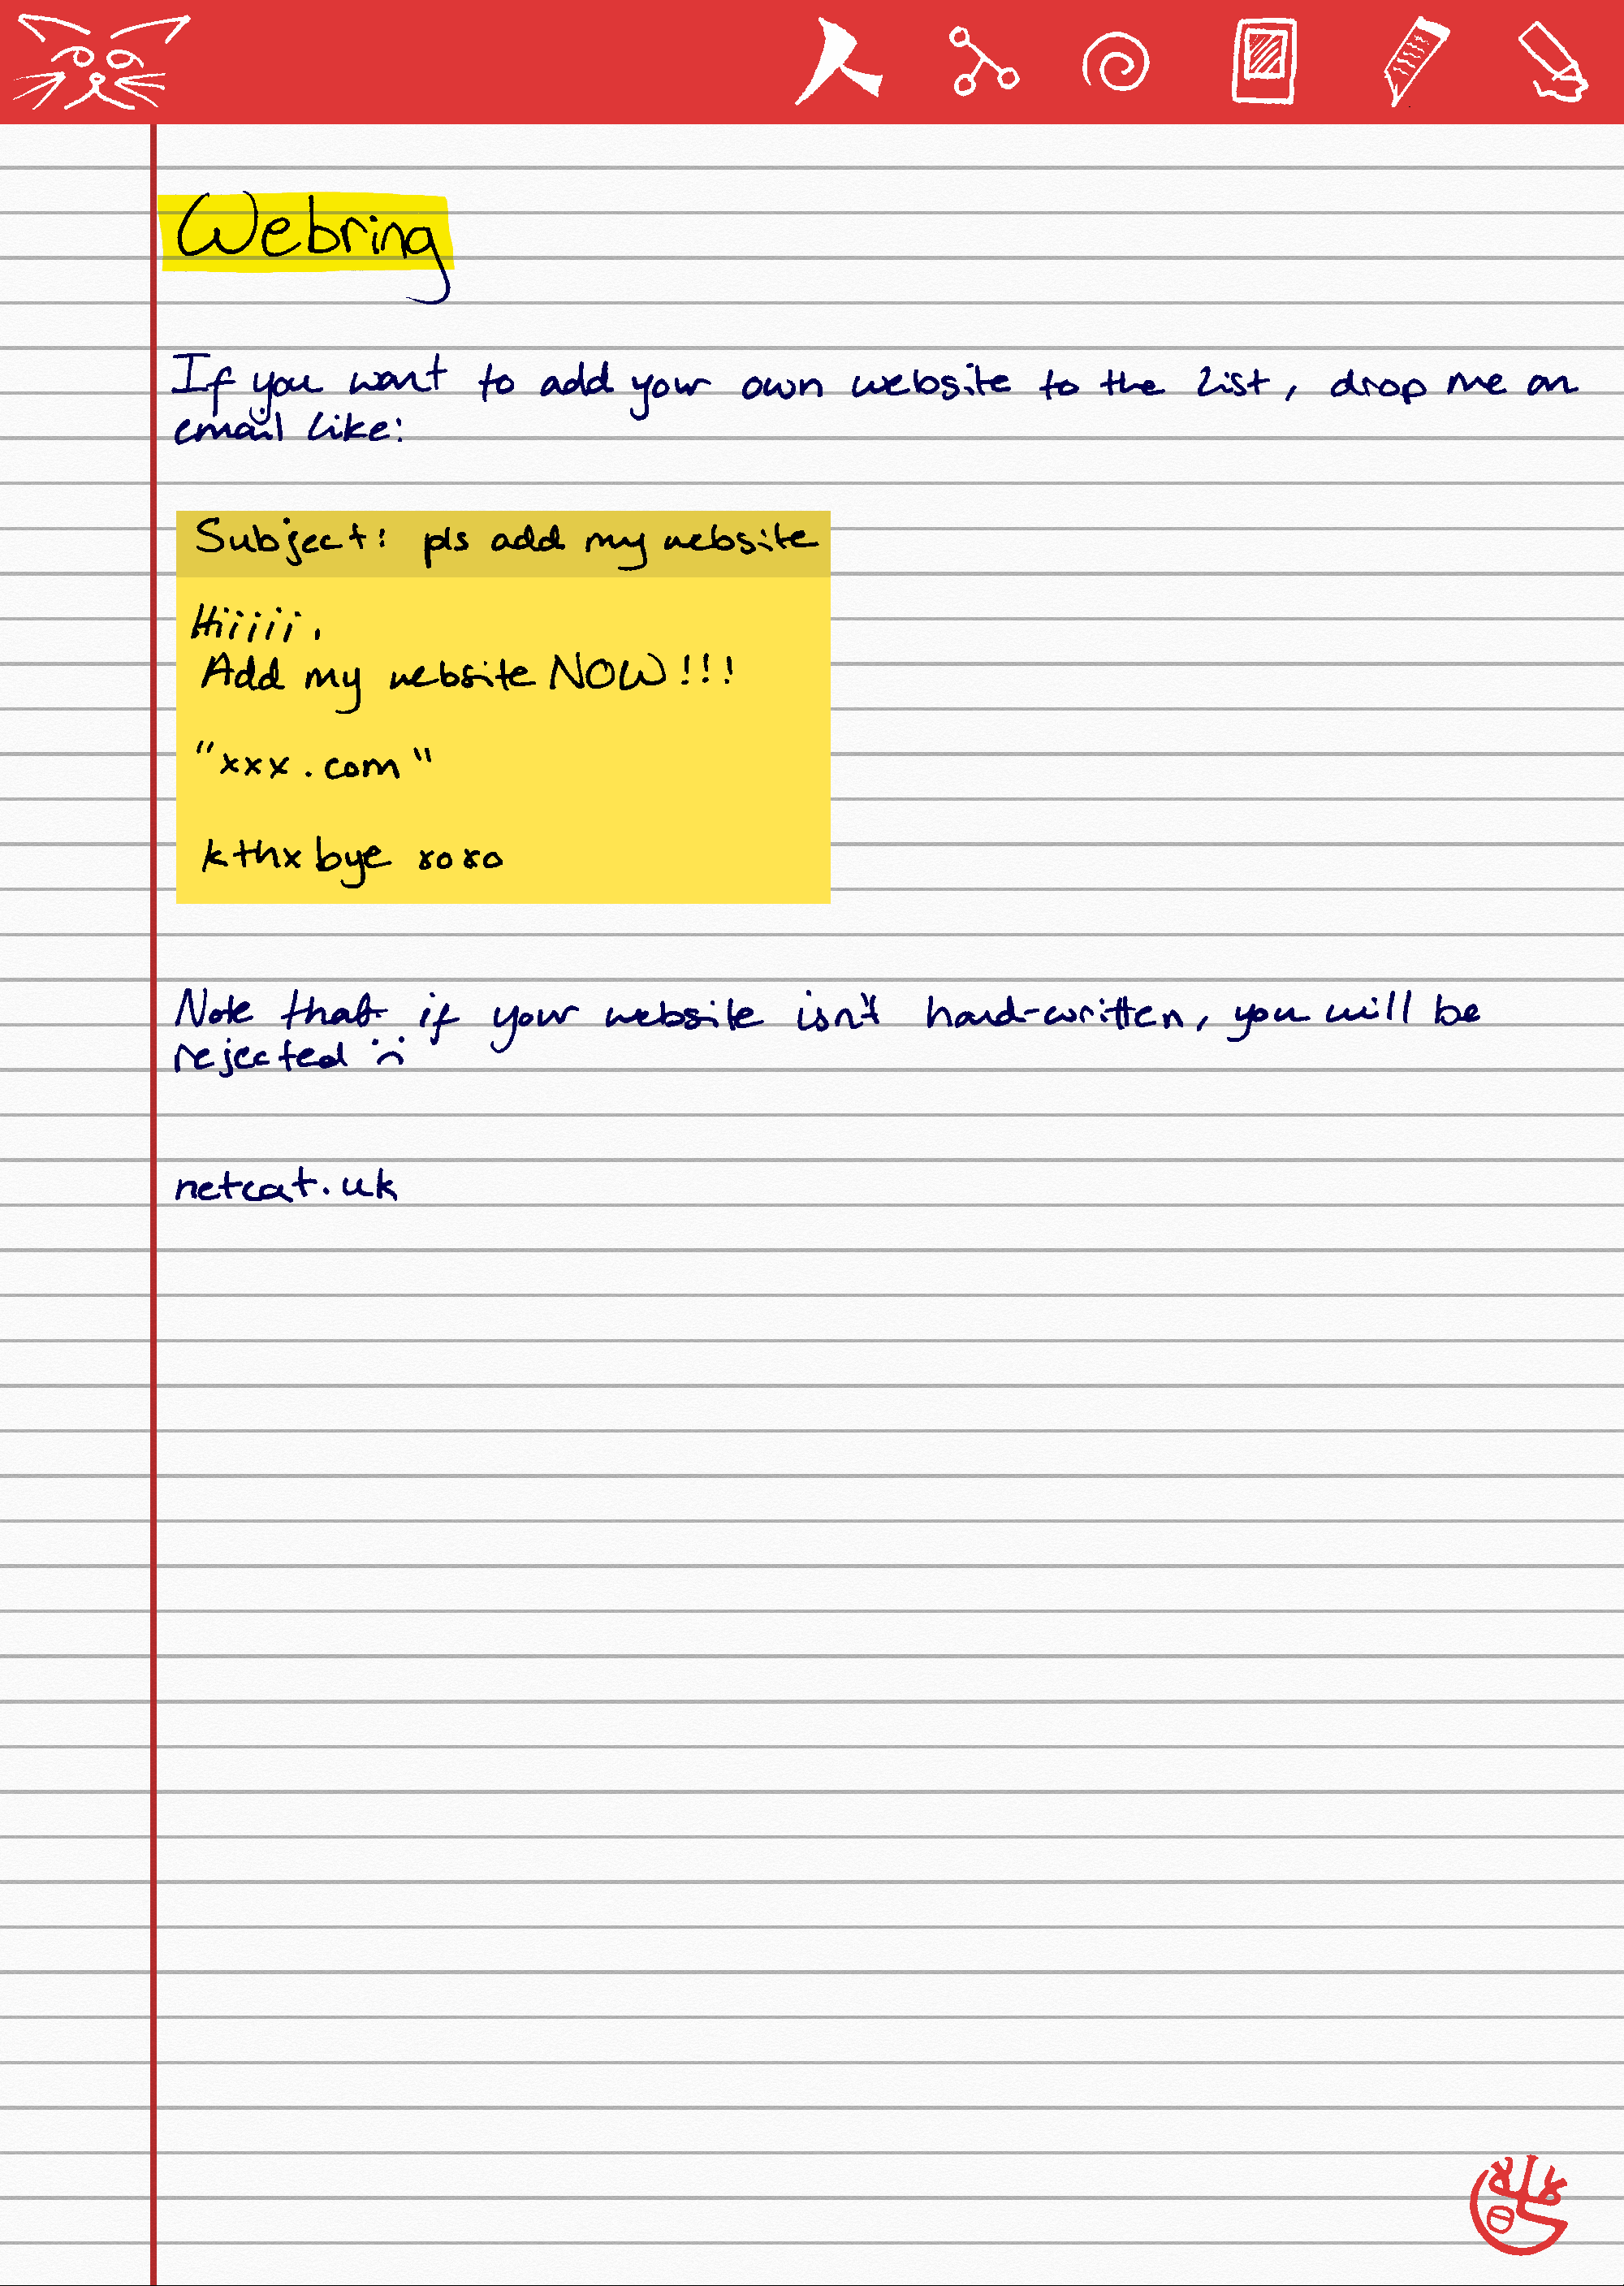 Webring
If you want to add your own website to the list, drop me an
email like:
Subject: pls add my website
Hiiiii.
Add my website NOW!!!
"xxx.com"
kthxbye xoxo
Note that if your website isn't hand-written, you will be
rejected :(
netcat.uk